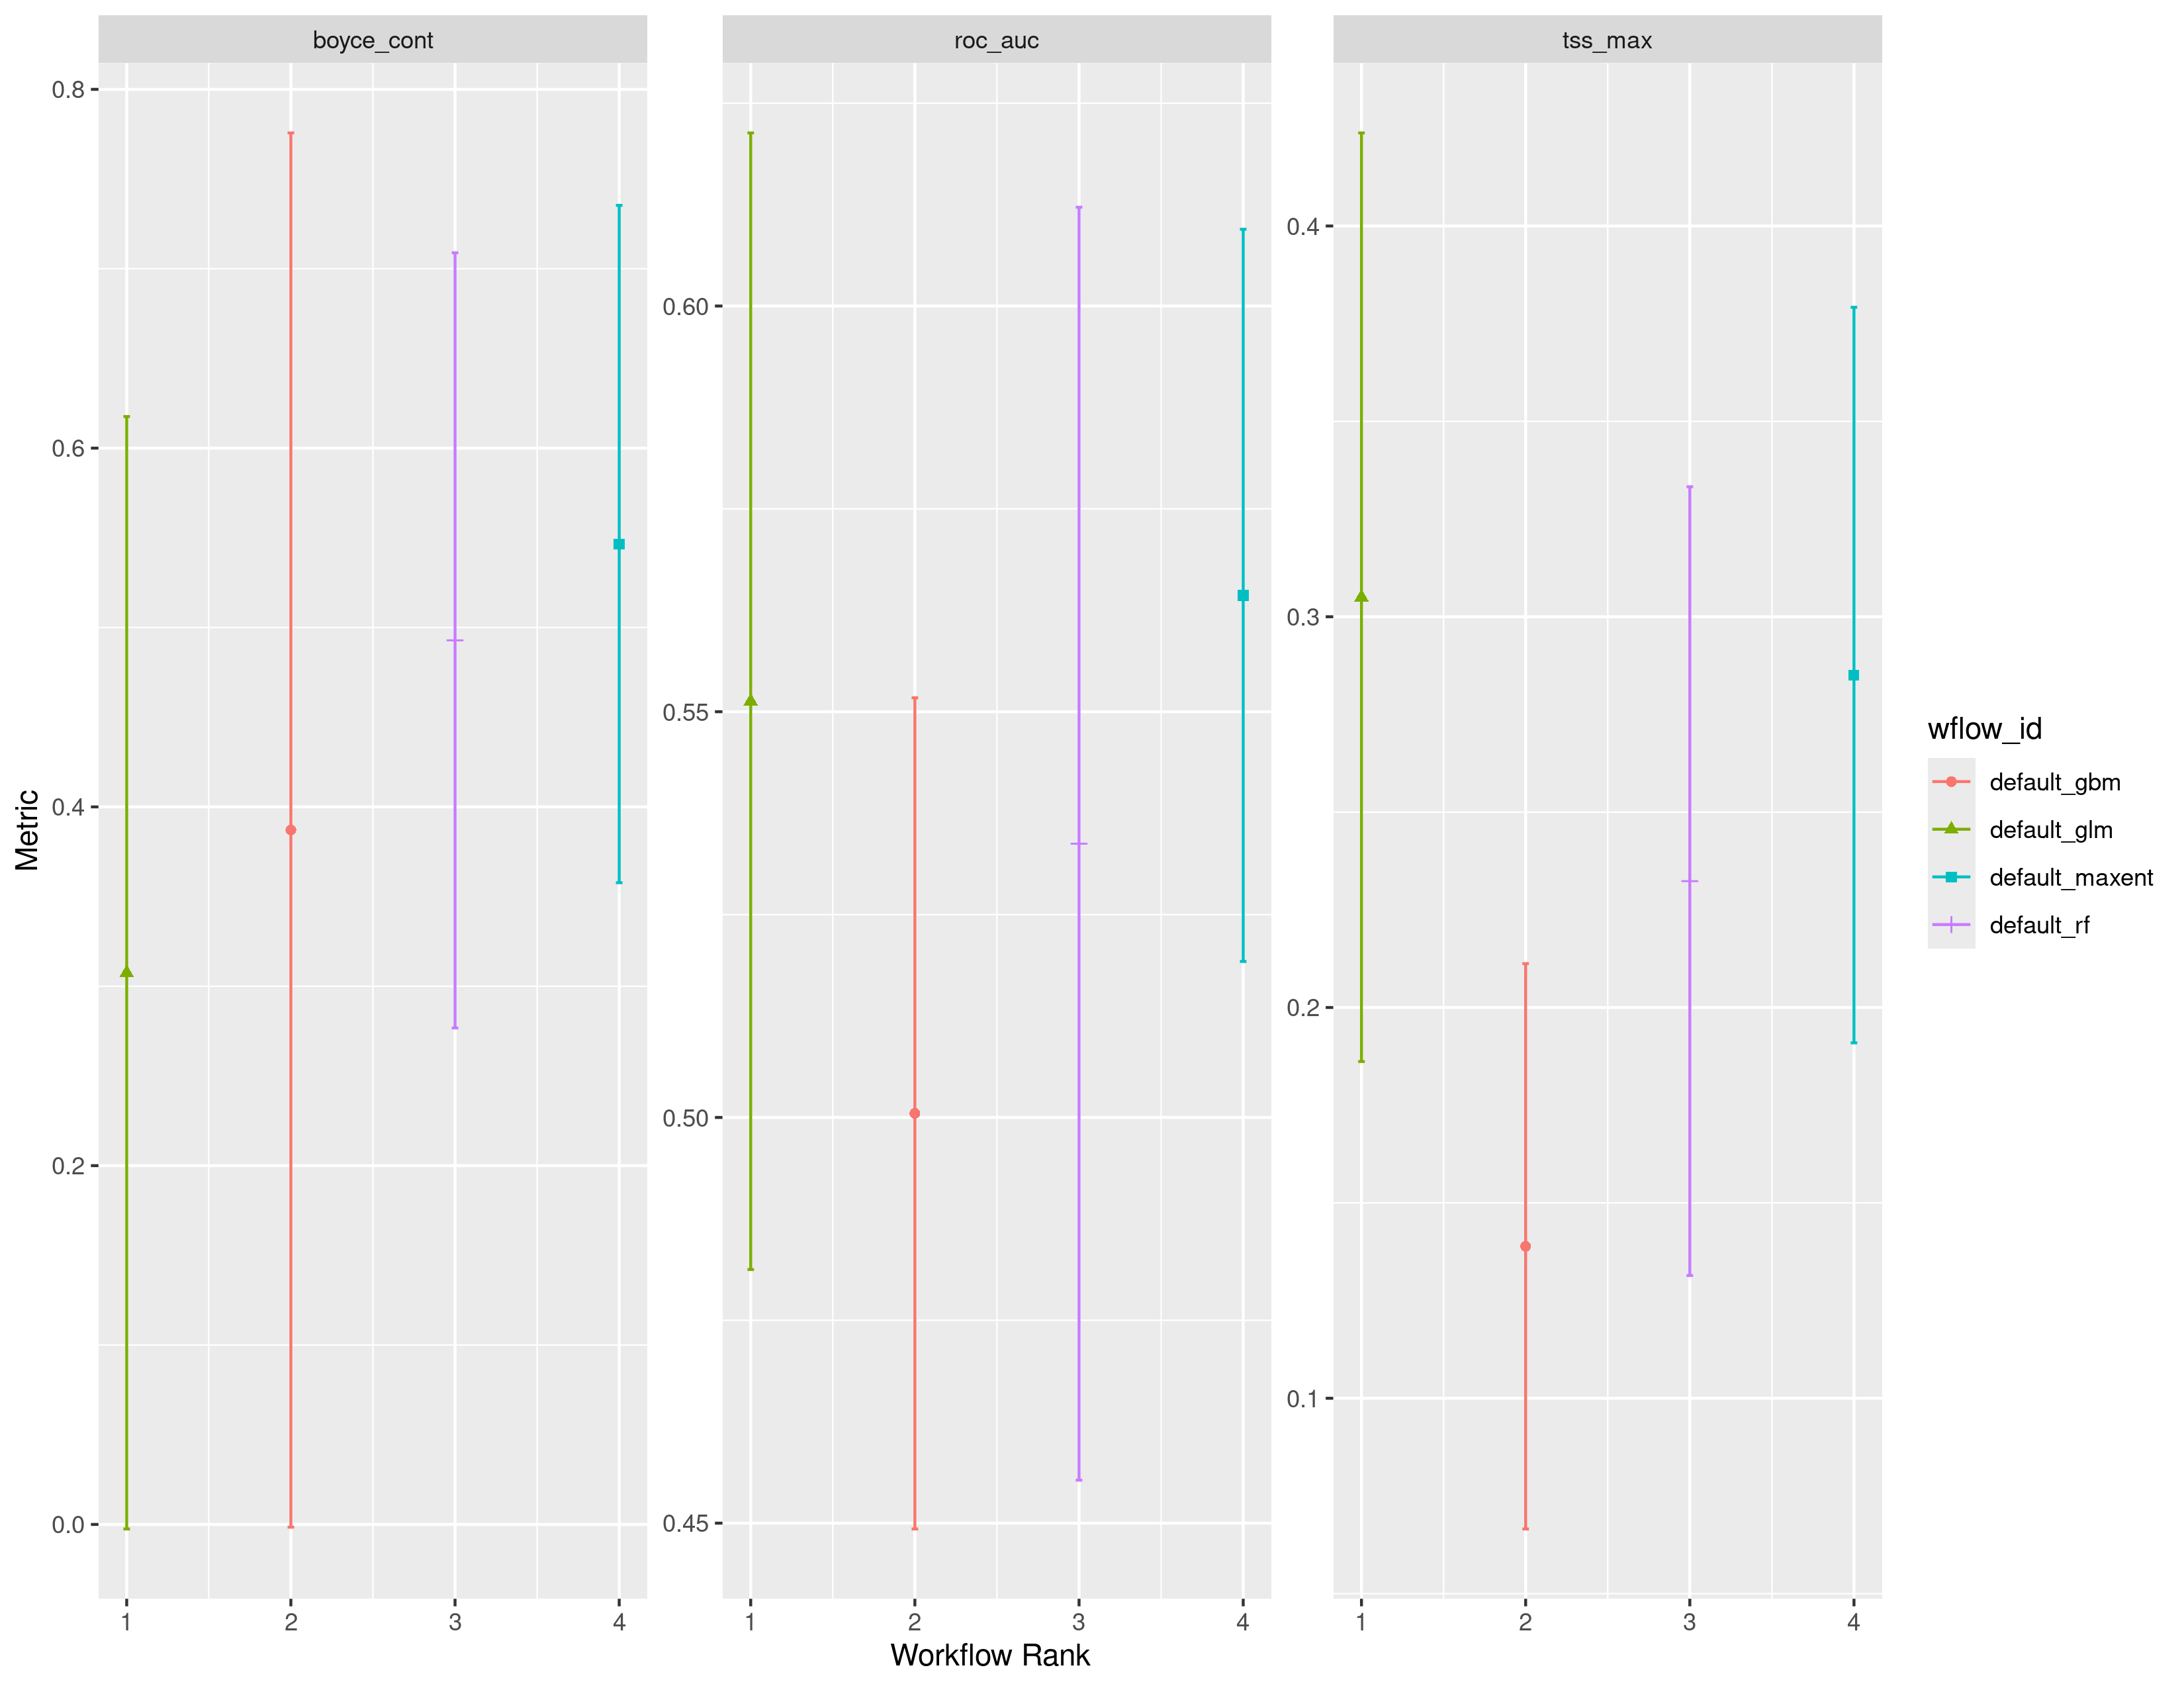 boyce_cont
roc_auc
tss_max
Metric
0.8
0.6
0.4
0.2
0.0
0.60
0.55
0.50
0.45
0.4
0.3
0.2
0.1
1 2 3 4
1 2 3 4
1 2 3 4
Workflow Rank
wflow_id
default_gbm
default_glm
default_maxent
default_rf